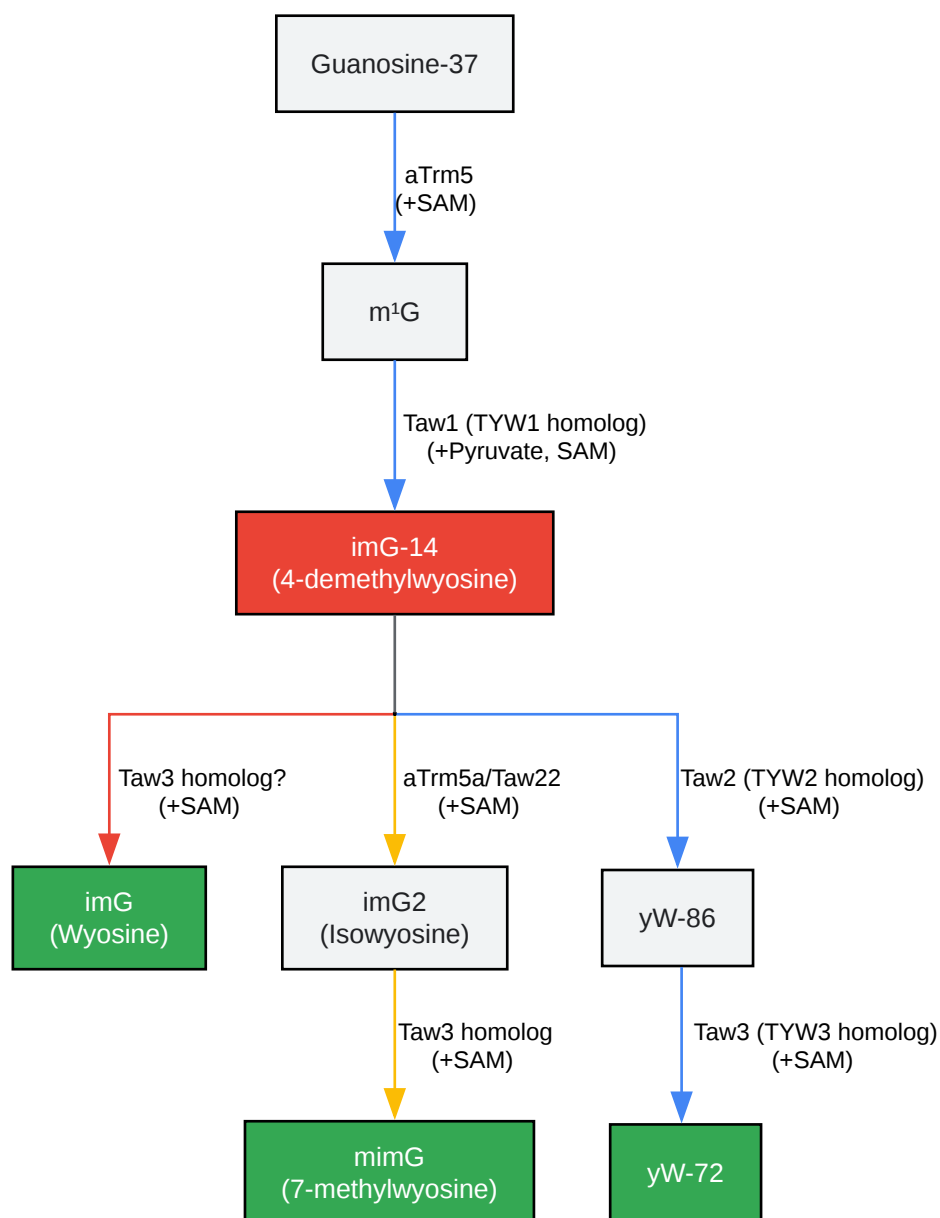 Guanosine-37
aTrm5
(+SAM)
m¹G
Taw1 (TYW1 homolog)
(+Pyruvate, SAM)
imG-14
(4-demethylwyosine)
Taw3 homolog?
(+SAM)
aTrm5a/Taw22
(+SAM)
Taw2 (TYW2 homolog)
(+SAM)
imG
(Wyosine)
imG2
(Isowyosine)
yW-86
Taw3 homolog
(+SAM)
Taw3 (TYW3 homolog)
(+SAM)
mimG
(7-methylwyosine)
yW-72